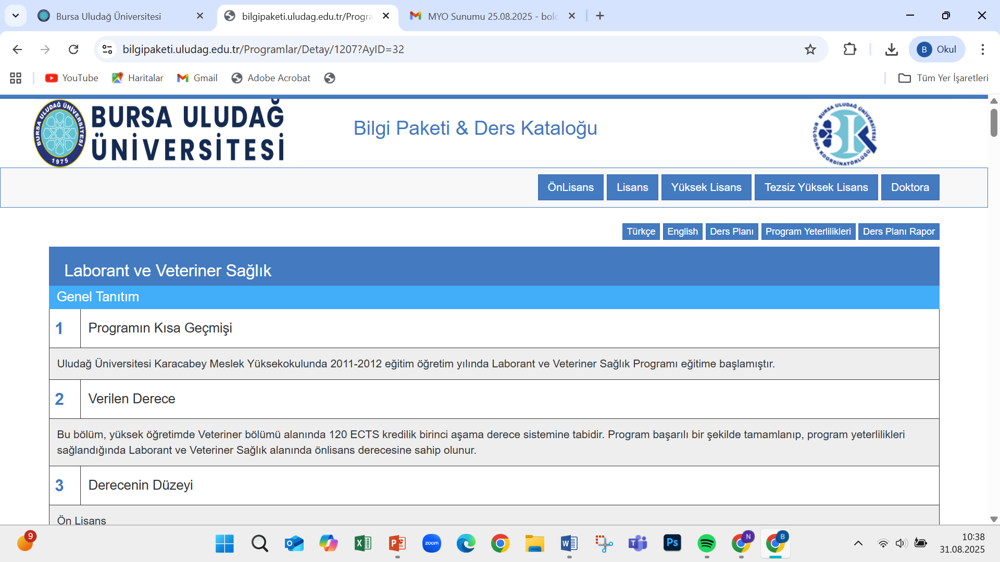 Bursa Uludağ Üniversitesi
bilgipaketi.uludag.edu.tr/Progra
MYO Sunumu 25.08.2025 - bolo
bilgipaketi.uludag.edu.tr/Programlar/Detay/1207?AyID=32
B Okul
YouTube
Haritalar
Gmail
Adobe Acrobat
Tüm Yer İşaretleri
BURSA ULUDAĞ ÜNİVERSİTESİ
1975
BURSA ULUDAĞ
ÜNİVERSİTESİ
Bilgi Paketi & Ders Kataloğu
BURSA ULUDAĞ ÜNİVERSİTESİ
BK
BOLOGNA KOORDİNATÖRLÜĞÜ
ÖnLisans Lisans Yüksek Lisans Tezsiz Yüksek Lisans Doktora
Türkçe English Ders Planı Program Yeterlilikleri Ders Planı Rapor
Laborant ve Veteriner Sağlık
Genel Tanıtım
1 Programın Kısa Geçmişi
Uludağ Üniversitesi Karacabey Meslek Yüksekokulunda 2011-2012 eğitim öğretim yılında Laborant ve Veteriner Sağlık Programı eğitime başlamıştır.
2 Verilen Derece
Bu bölüm, yüksek öğretimde Veteriner bölümü alanında 120 ECTS kredilik birinci aşama derece sistemine tabidir. Program başarılı bir şekilde tamamlanıp, program yeterlilikleri
sağlandığında Laborant ve Veteriner Sağlık alanında önlisans derecesine sahip olunur.
3 Derecenin Düzeyi
Ön Lisans
9
zoom
Ps
N
B
10:38
31.08.2025